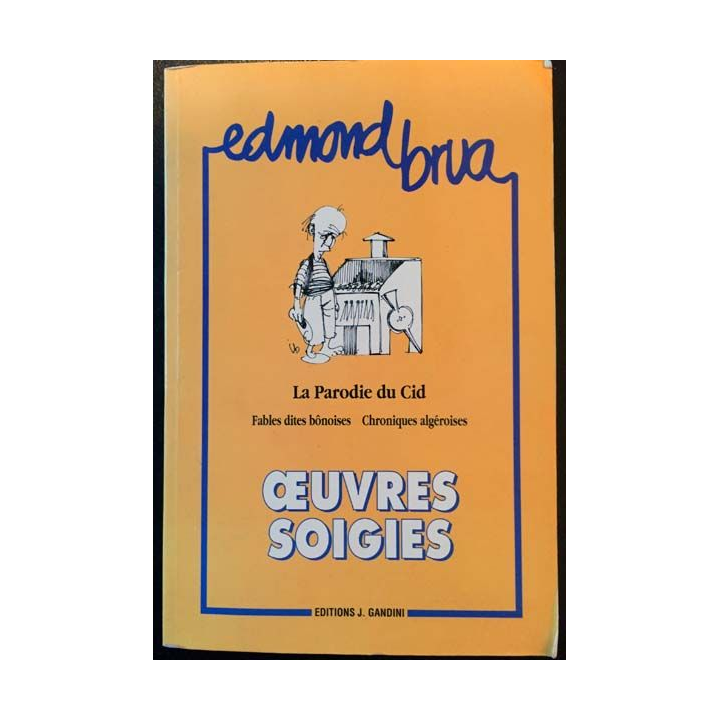 edmond brua
La Parodie du Cid
Fables dites bônoises Chroniques algéroises
ŒUVRES
SOIGIES
EDITIONS J. GANDINI